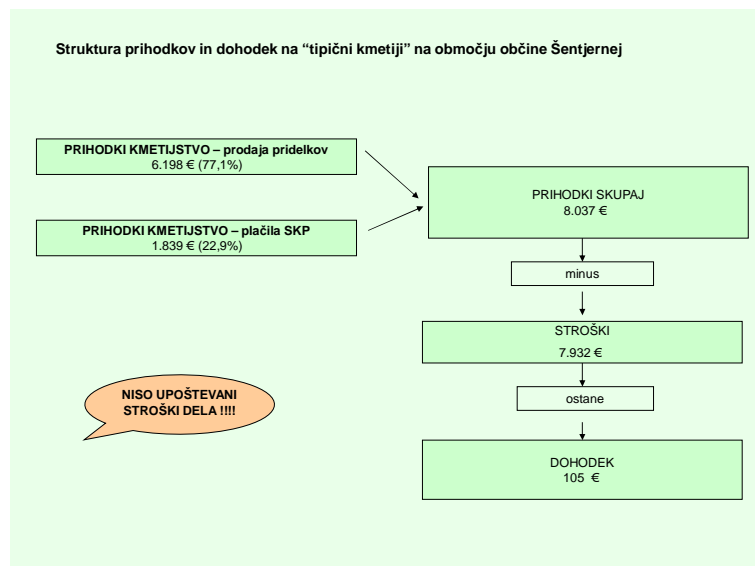 Struktura prihodkov in dohodek na “tipični kmetiji” na območju občine Šentjernej
PRIHODKI KMETIJSTVO – prodaja pridelkov
6.198 € (77,1%)
PRIHODKI KMETIJSTVO – plačila SKP
1.839 € (22,9%)
PRIHODKI SKUPAJ
8.037 €
minus
STROŠKI
7.932 €
ostane
DOHODEK
105 €
NISO UPOŠTEVANI
STROŠKI DELA !!!!